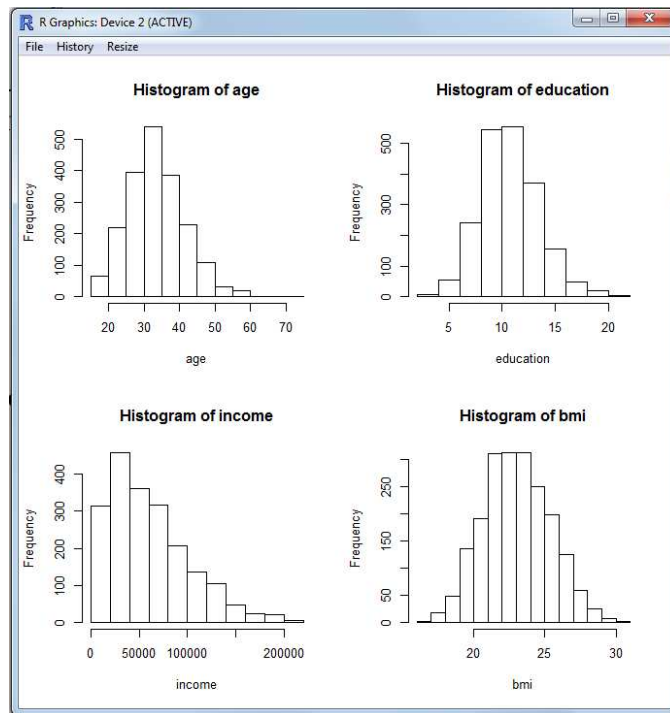 R Graphics: Device 2 (ACTIVE)
File History Resize
Histogram of age
Frequency
0 100 200 300 400 500
20 30 40 50 60 70
age
Histogram of education
Frequency
0 100 300 500
5 10 15 20
education
Histogram of income
Frequency
0 100 200 300 400
0 50000 100000 200000
income
Histogram of bmi
Frequency
0 50 150 250
20 25 30
bmi